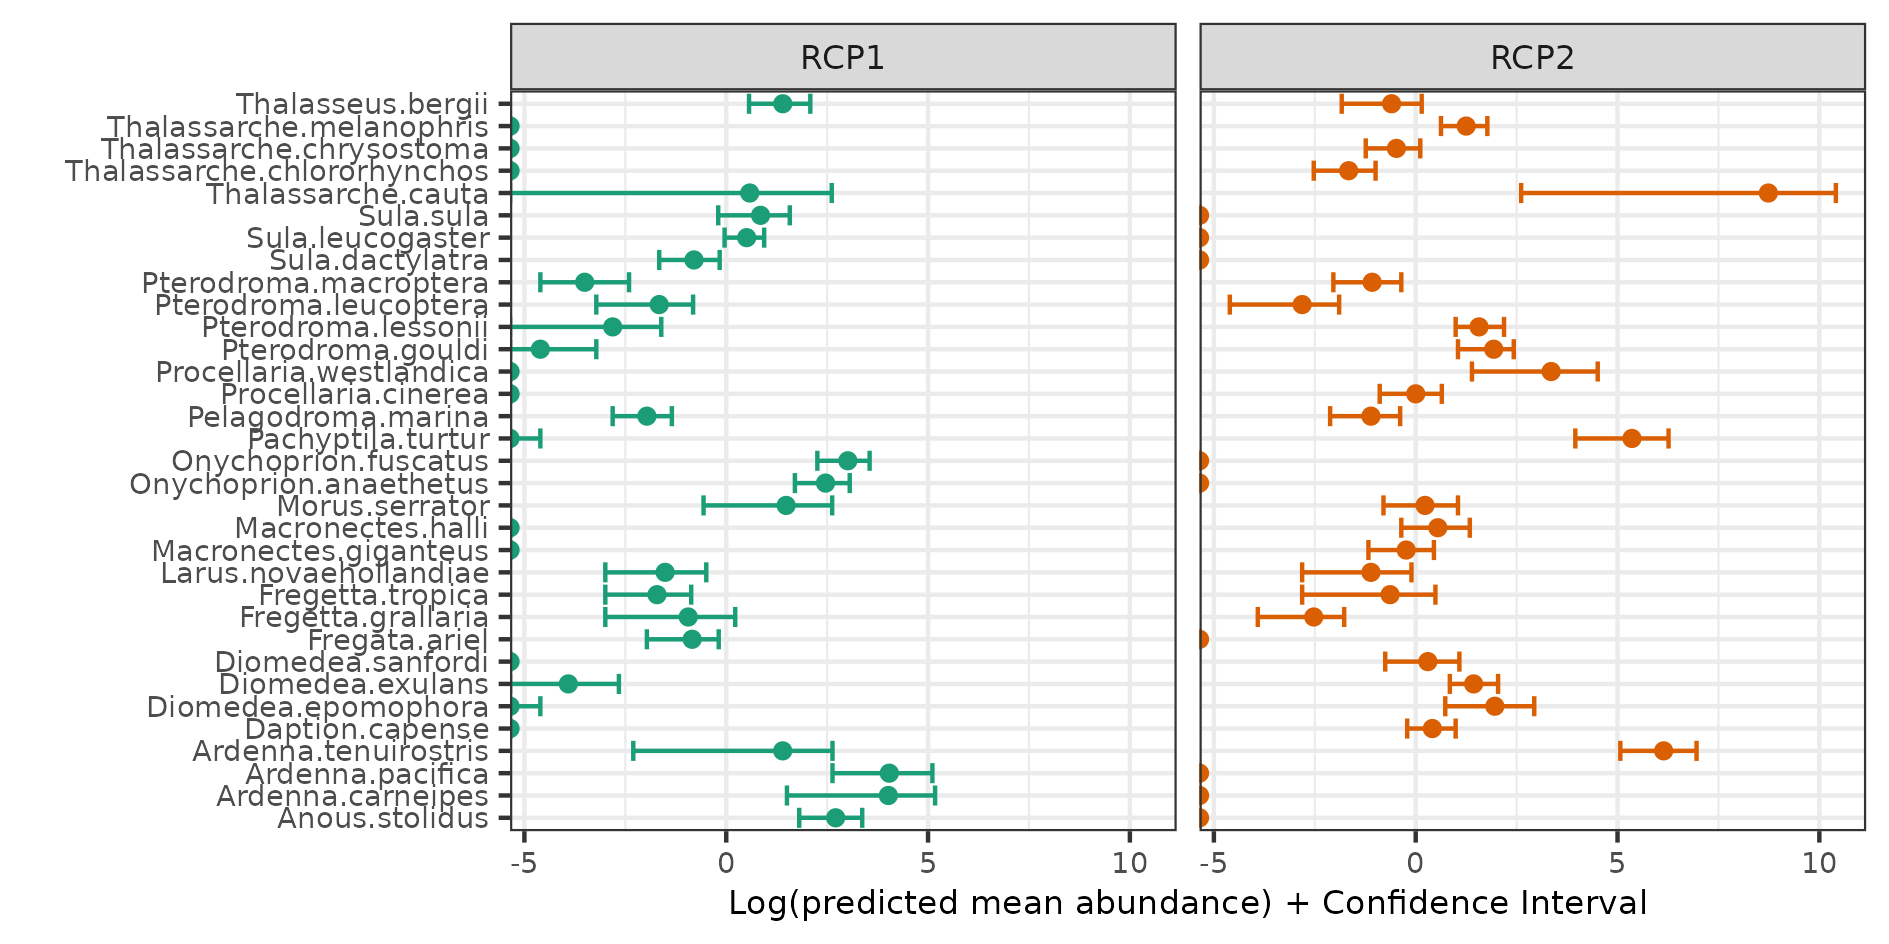 RCP1
RCP2
Thalasseus.bergii
Thalassarche.melanophris
Thalassarche.chrysostoma
Thalassarche.chlororhynchos
Thalassarche.cauta
Sula.sula
Sula.leucogaster
Sula.dactylatra
Pterodroma.macroptera
Pterodroma.leucoptera
Pterodroma.lessonii
Pterodroma.gouldi
Procellaria.westlandica
Procellaria.cinerea
Pelagodroma.marina
Pachyptila.turtur
Onychoprion.fuscatus
Onychoprion.anaethetus
Morus.serrator
Macronectes.halli
Macronectes.giganteus
Larus.novaehollandiae
Fregetta.tropica
Fregetta.grallaria
Fregata.ariel
Diomedea.sanfordi
Diomedea.exulans
Diomedea.epomophora
Daption.capense
Ardenna.tenuirostris
Ardenna.pacifica
Ardenna.carneipes
Anous.stolidus
-5 0 5 10
-5 0 5 10
Log(predicted mean abundance) + Confidence Interval